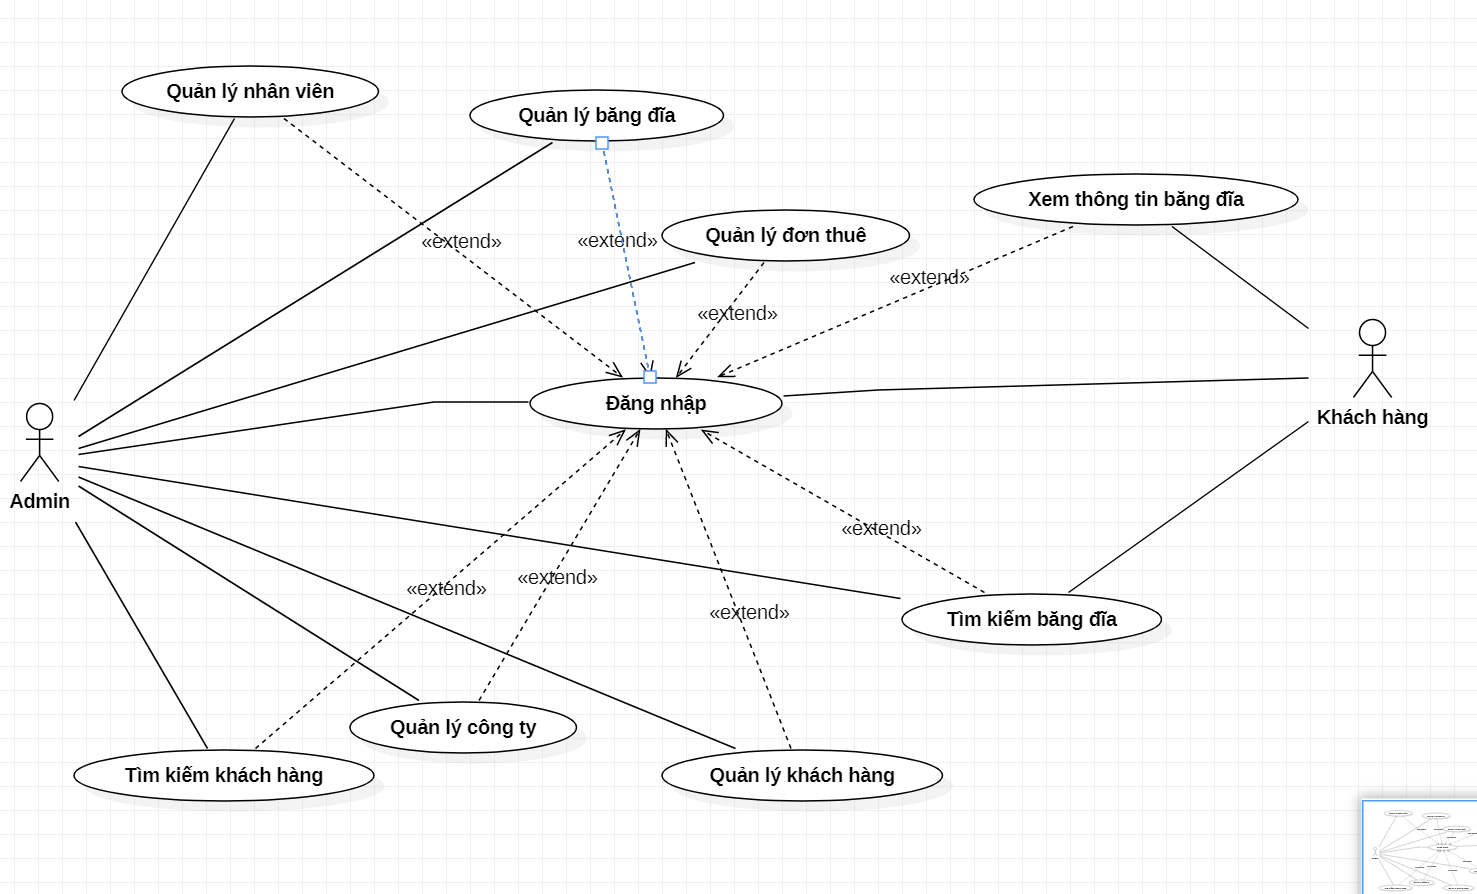 Quản lý nhân viên
Quản lý băng đĩa
Xem thông tin băng đĩa
Quản lý đơn thuê
«extend»
«extend»
«extend»
«extend»
Đăng nhập
Khách hàng
Admin
«extend»
«extend»
«extend»
«extend»
Tìm kiếm băng đĩa
Quản lý công ty
Tìm kiếm khách hàng
Quản lý khách hàng